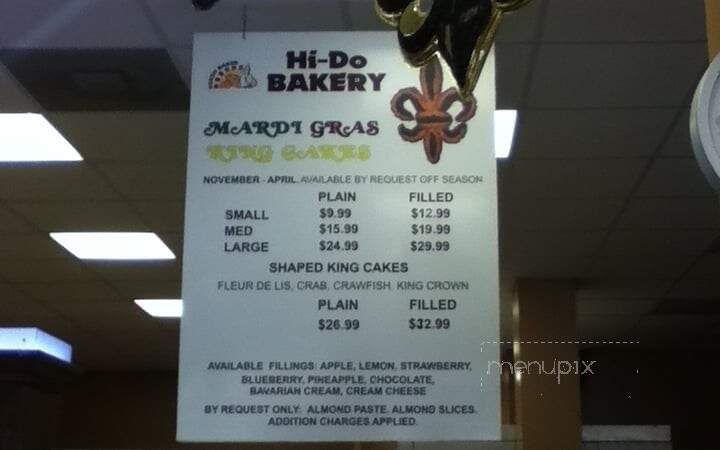 Hi-Do
BAKERY
MARDI GRAS
KING CAKES
NOVEMBER - APRIL. AVAILABLE BY REQUEST OFF SEASON
PLAIN FILLED
SMALL $9.99 $12.99
MED $15.99 $19.99
LARGE $24.99 $29.99
SHAPED KING CAKES
FLEUR DE LIS, CRAB, CRAWFISH, KING CROWN
PLAIN FILLED
$26.99 $32.99
AVAILABLE FILLINGS: APPLE, LEMON, STRAWBERRY,
BLUEBERRY, PINEAPPLE, CHOCOLATE,
BAVARIAN CREAM, CREAM CHEESE
BY REQUEST ONLY: ALMOND PASTE, ALMOND SLICES.
ADDITION CHARGES APPLIED.
menupix